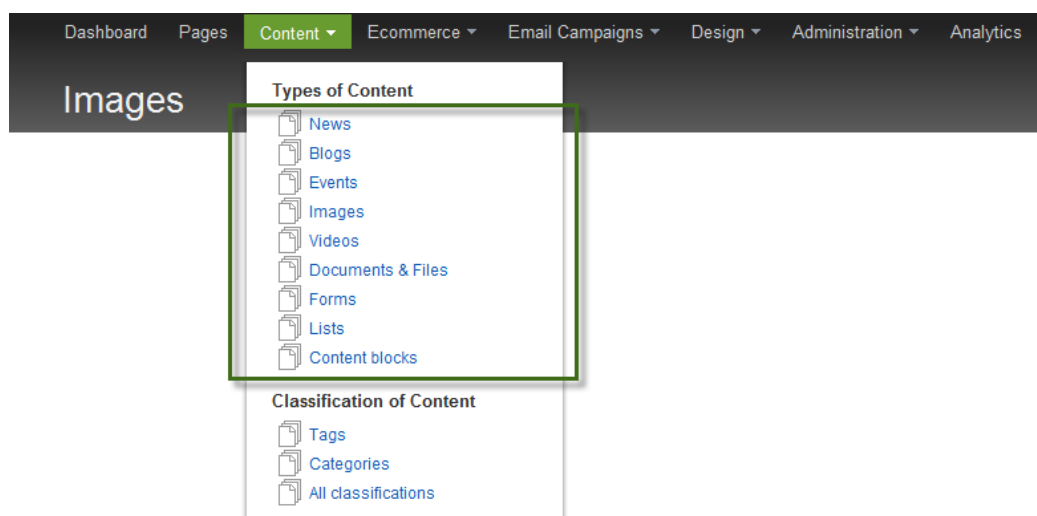 Dashboard Pages Content Ecommerce Email Campaigns Design Administration Analytics
Images
Types of Content
News
Blogs
Events
Images
Videos
Documents & Files
Forms
Lists
Content blocks
Classification of Content
Tags
Categories
All classifications